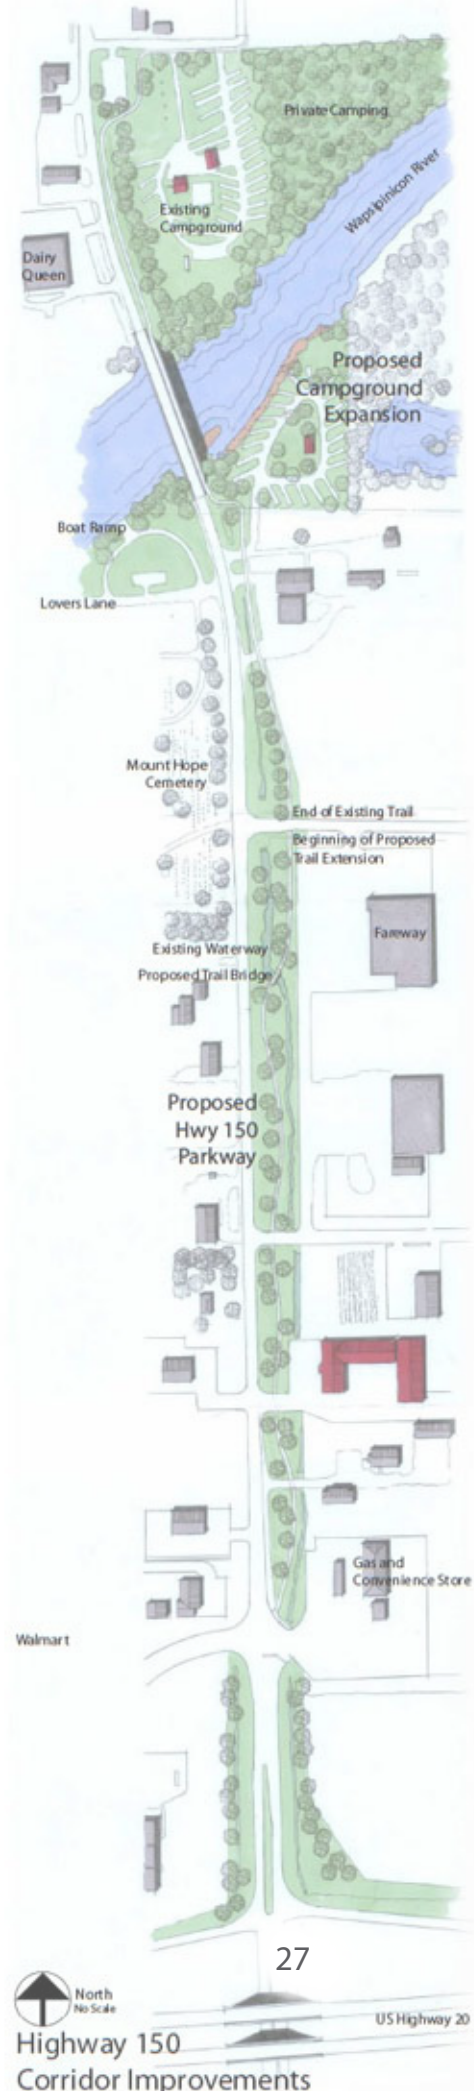 Private Camping
Wapsipinicon River
Existing
Campground
Dairy
Queen
Proposed
Campground
Expansion
Boat Ramp
Lovers Lane
Mount Hope
Cemetery
End of Existing Trail
Beginning of Proposed
Trail Extension
Fareway
Existing Waterway
Proposed Trail Bridge
Proposed
Hwy 150
Parkway
Gas and
Convenience Store
Walmart
27
North
No Scale
US Highway 20
Highway 150
Corridor Improvements